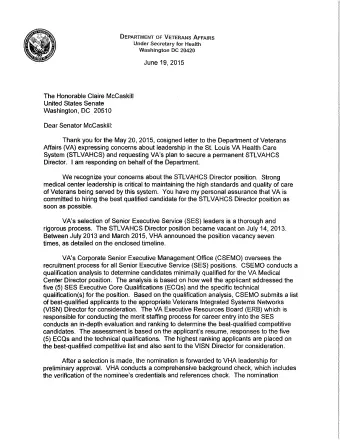 DEPARTMENT OF VETERANS AFFAIRS
Under Secretary for Health
Washington DC 20420
June 19, 2015
The Honorable Claire McCaskill
United States Senate
Washington, DC 20510
Dear Senator McCaskill:
Thank you for the May 20, 2015, cosigned letter to the Department of Veterans
Affairs (VA) expressing concerns about leadership in the St. Louis VA Health Care
System (STLVAHCS) and requesting VA's plan to secure a permanent STLVAHCS
Director. I am responding on behalf of the Department.
We recognize your concerns about the STLVAHCS Director position. Strong
medical center leadership is critical to maintaining the high standards and quality of care
of Veterans being served by this system. You have my personal assurance that VA is
committed to hiring the best qualified candidate for the STLVAHCS Director position as
soon as possible.
VA's selection of Senior Executive Service (SES) leaders is a thorough and
rigorous process. The STLVAHCS Director position became vacant on July 14, 2013.
Between July 2013 and March 2015, VHA announced the position vacancy seven
times, as detailed on the enclosed timeline.
VA's Corporate Senior Executive Management Office (CSEMO) oversees the
recruitment process for all Senior Executive Service (SES) positions. CSEMO conducts a
qualification analysis to determine candidates minimally qualified for the VA Medical
Center Director position. The analysis is based on how well the applicant addressed the
five (5) SES Executive Core Qualifications (ECQs) and the specific technical
qualification(s) for the position. Based on the qualification analysis, CSEMO submits a list
of best-qualified applicants to the appropriate Veterans Integrated Systems Networks
(VISN) Director for consideration. The VA Executive Resources Board (ERB) which is
responsible for conducting the merit staffing process for career entry into the SES
conducts an in-depth evaluation and ranking to determine the best-qualified competitive
candidates. The assessment is based on the applicant's resume, responses to the five
(5) ECQs and the technical qualifications. The highest ranking applicants are placed on
the best-qualified competitive list and also sent to the VISN Director for consideration.
After a selection is made, the nomination is forwarded to VHA leadership for
preliminary approval. VHA conducts a comprehensive background check, which includes
the verification of the nominee's credentials and references check. The nomination